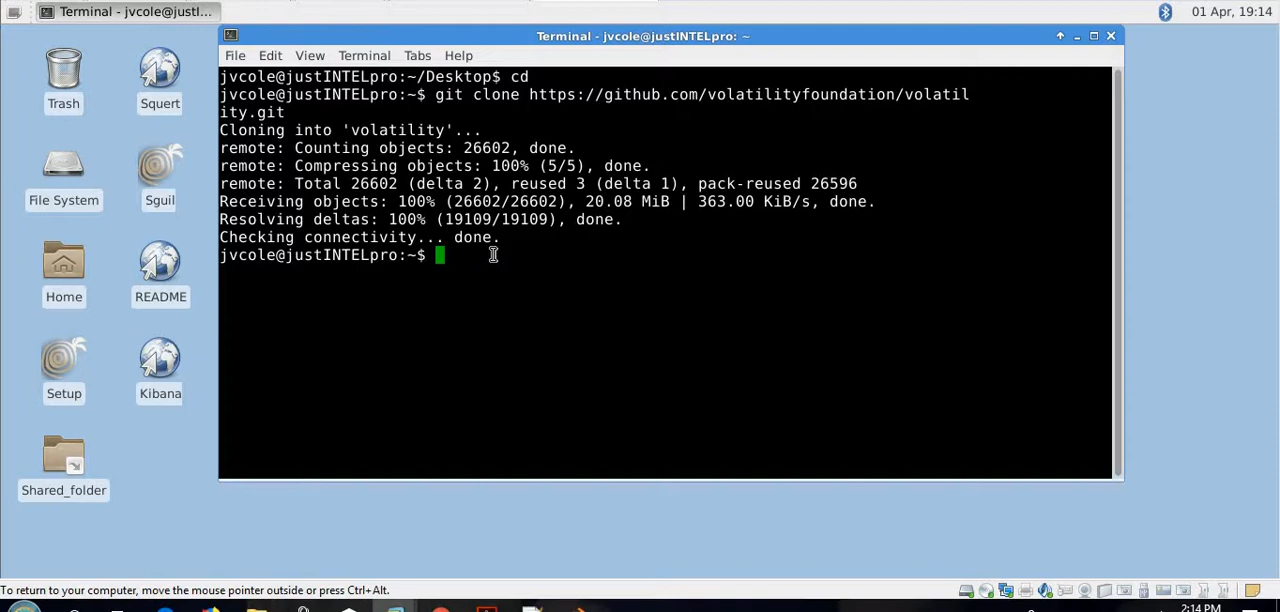 Terminal - jvcole@justI...
01 Apr, 19:14
Terminal - jvcole@justINTELpro: ~
File Edit View Terminal Tabs Help
jvcole@justINTELpro:~/Desktop$ cd
jvcole@justINTELpro:~$ git clone https://github.com/volatilityfoundation/volatil
ity.git
Cloning into 'volatility'...
remote: Counting objects: 26602, done.
remote: Compressing objects: 100% (5/5), done.
remote: Total 26602 (delta 2), reused 3 (delta 1), pack-reused 26596
Receiving objects: 100% (26602/26602), 20.08 MiB | 363.00 KiB/s, done.
Resolving deltas: 100% (19109/19109), done.
Checking connectivity... done.
jvcole@justINTELpro:~$
Trash
Squert
File System
Sguil
Home
README
Setup
Kibana
Shared_folder
To return to your computer, move the mouse pointer outside or press Ctrl+Alt.
2:14 PM